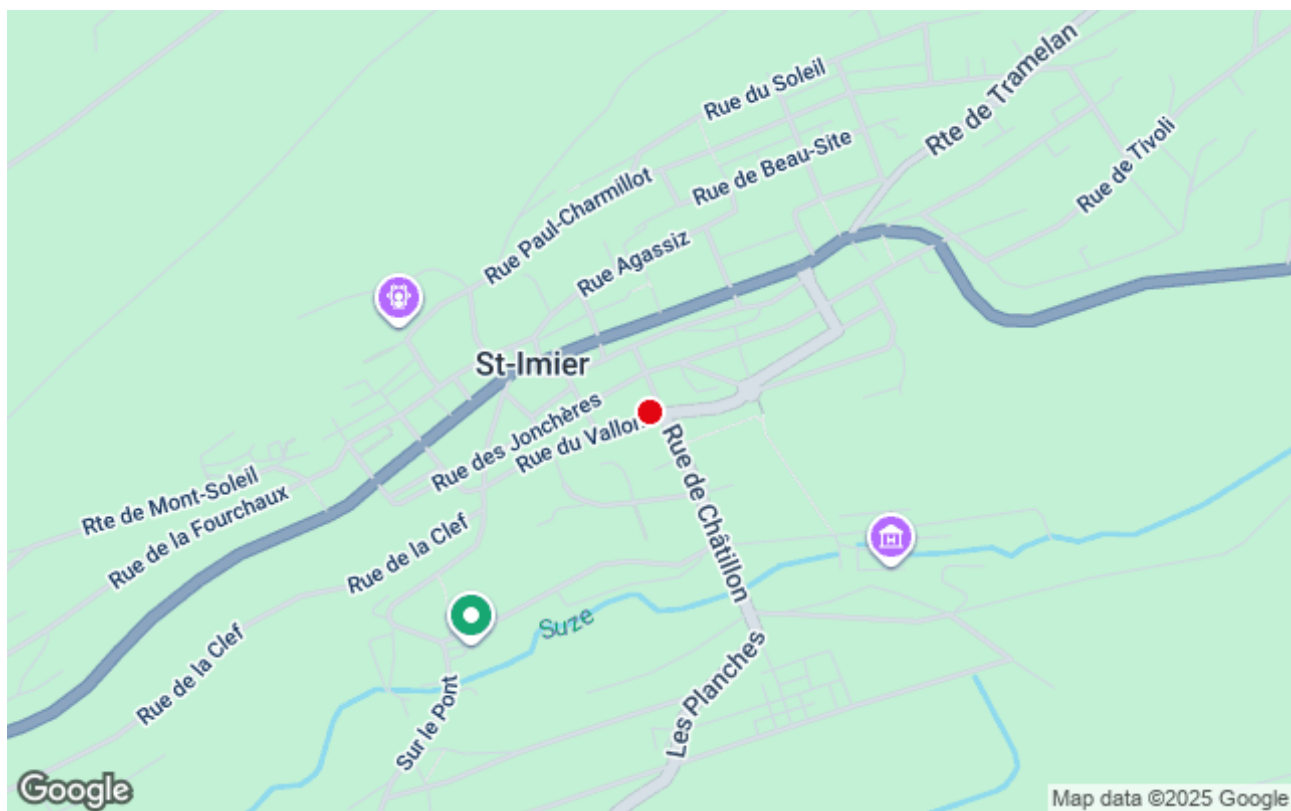 Rue du Soleil
Rte de Tramelan
Rue de Beau-Site
Rue de Tivoli
Rue Paul-Charmillot
Rue Agassiz
St-Imier
Rue des Jonchères
Rue du Vallon
Rue de Châtillon
Rte de Mont-Soleil
Rue de la Fourchaux
Rue de la Clef
Suze
Rue de la Clef
Sur le Pont
Les Planches
Google
Map data ©2025 Google